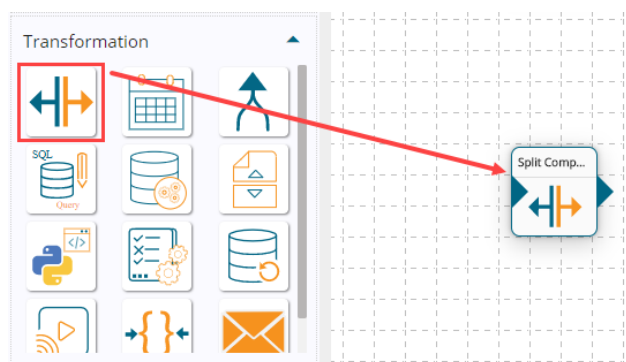 Transformation
Split Comp...
SQL
Query
</>